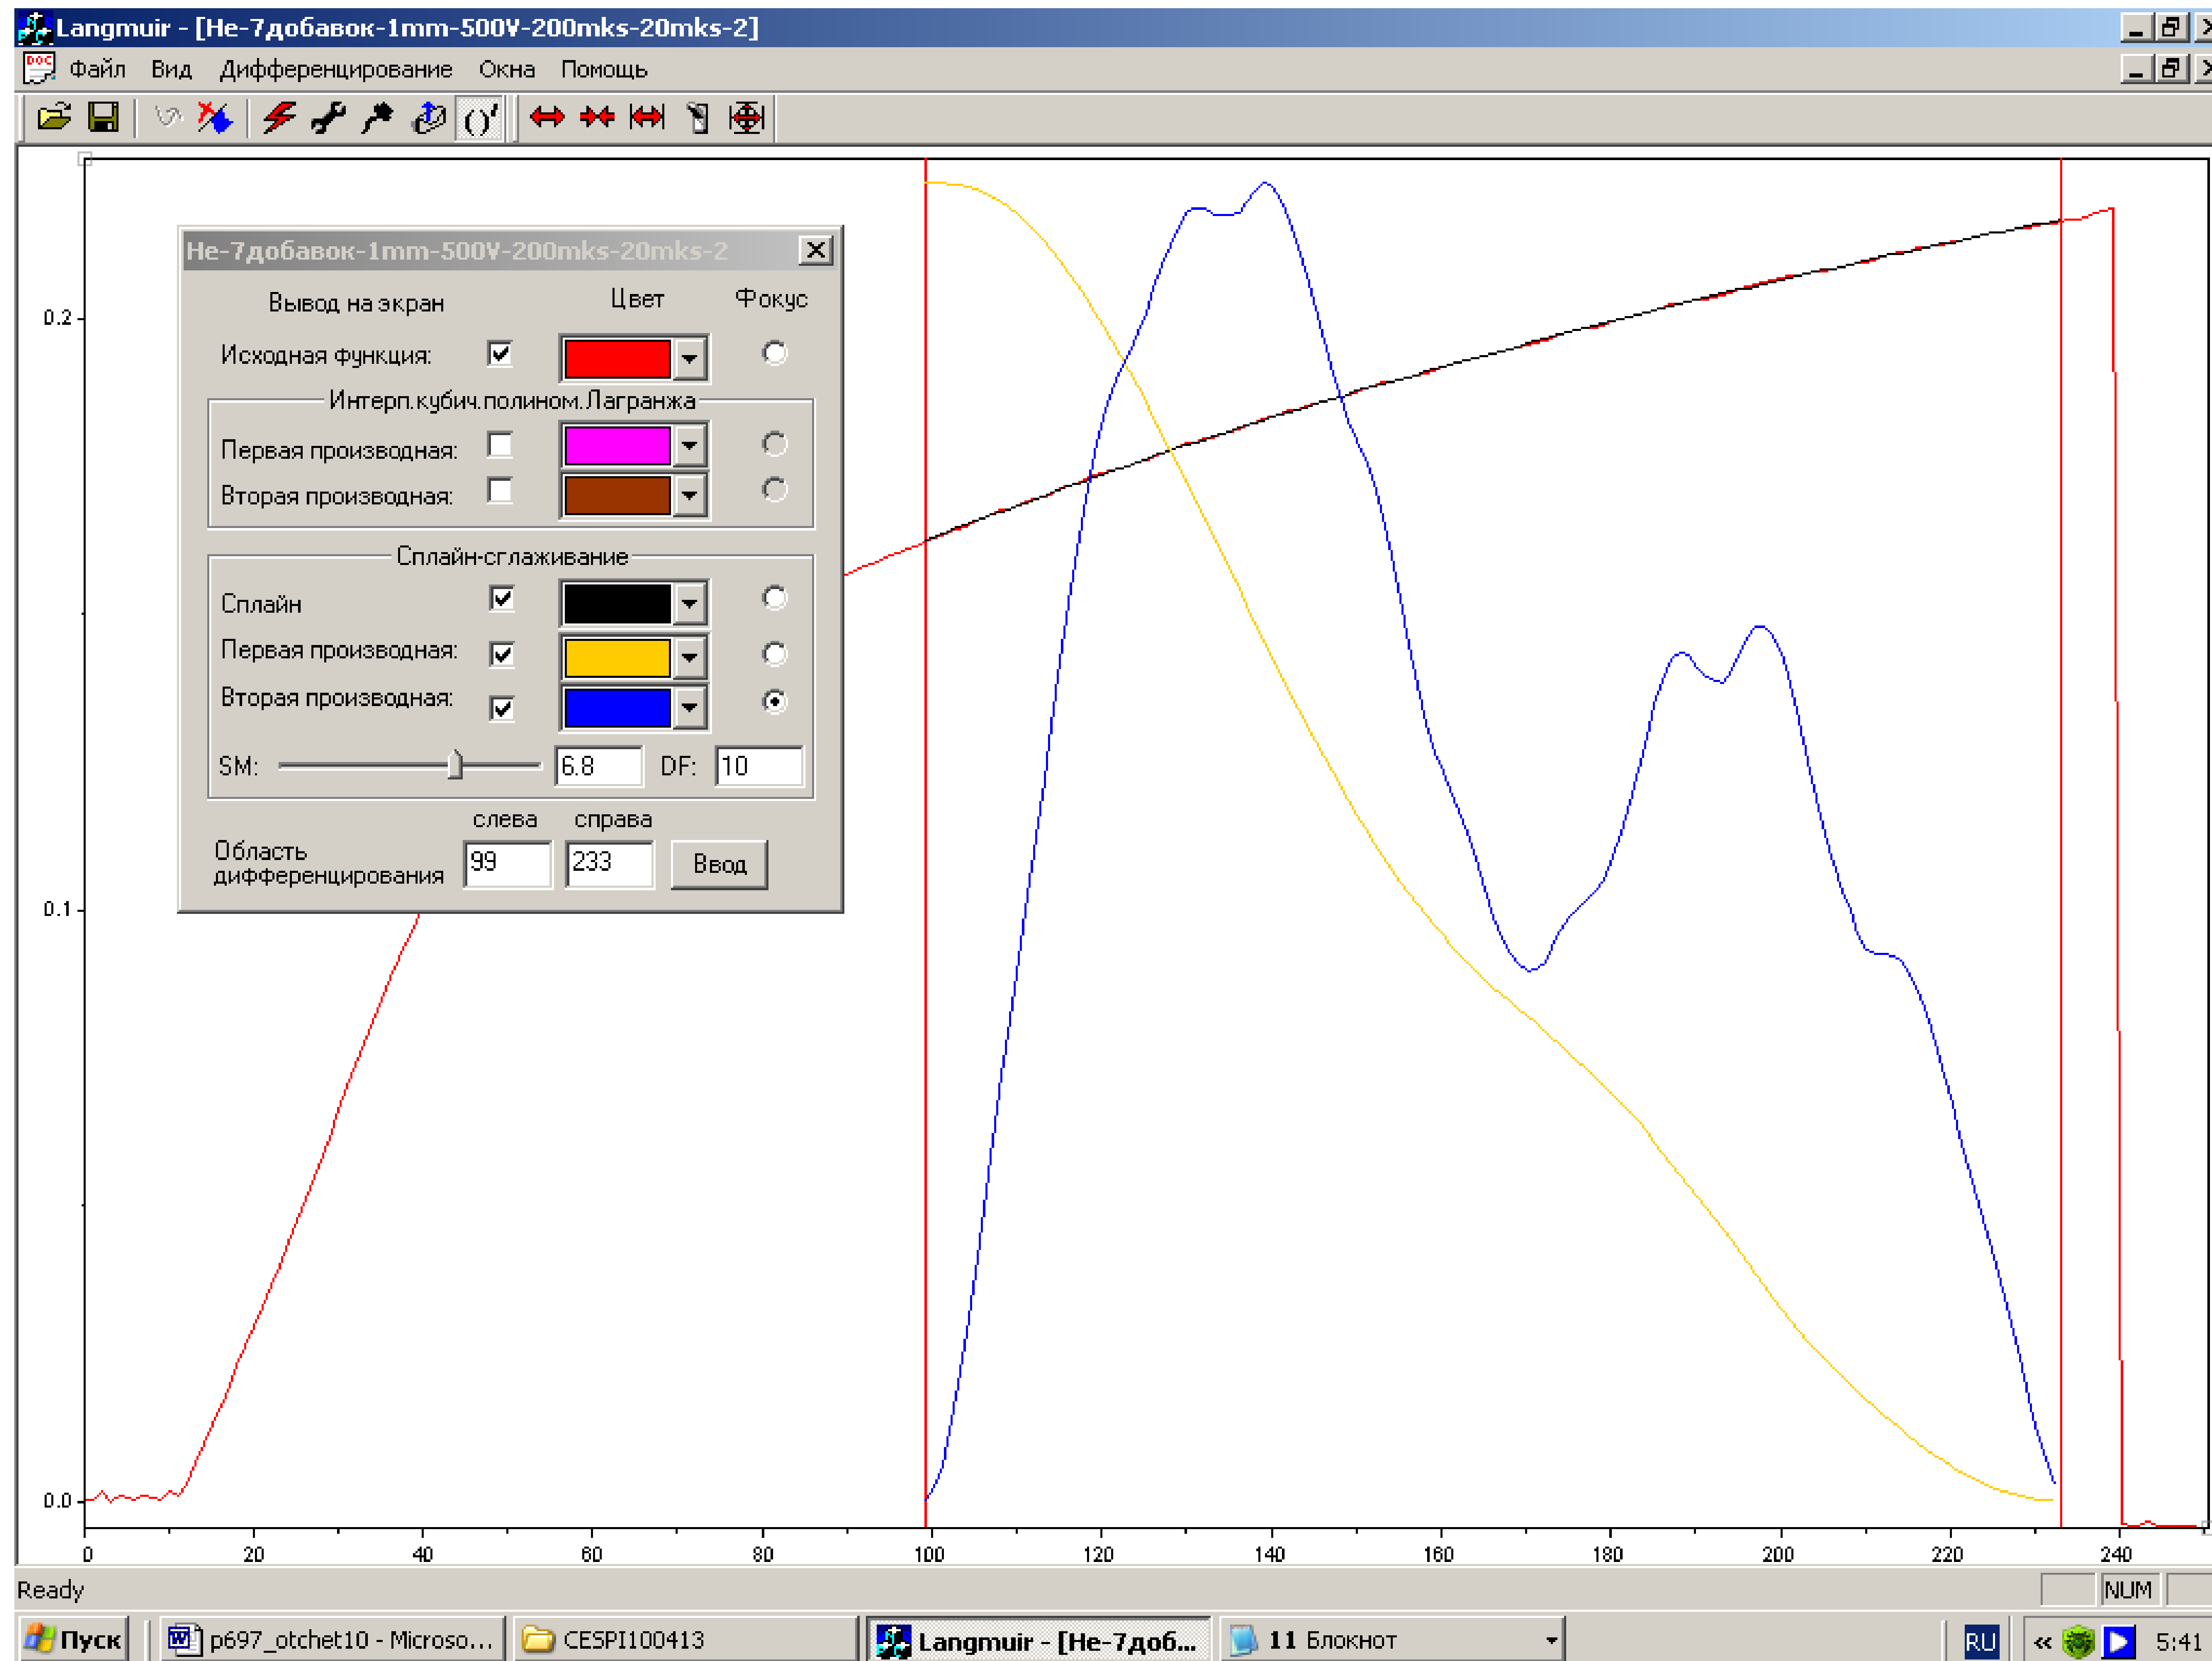 Langmuir - [He-7добавок-1mm-500V-200mks-20mks-2]
DOC
Файл Вид Дифференцирование Окна Помощь
He-7добавок-1mm-500V-200mks-20mks-2
Вывод на экран Цвет Фокус
Исходная функция:
Интерп.кубич.полином.Лагранжа
Первая производная:
Вторая производная:
Сплайн-сглаживание
Сплайн
Первая производная:
Вторая производная:
SM: 6.8 DF: 10
слева справа
Область
дифференцирования 99 233 Ввод
0.2
0.1
0.0
0 20 40 60 80 100 120 140 160 180 200 220 240
Ready NUM
Пуск p697_otchet10 - Microso... CESPI100413 Langmuir - [He-7доб... 11 Блокнот RU « 5:41